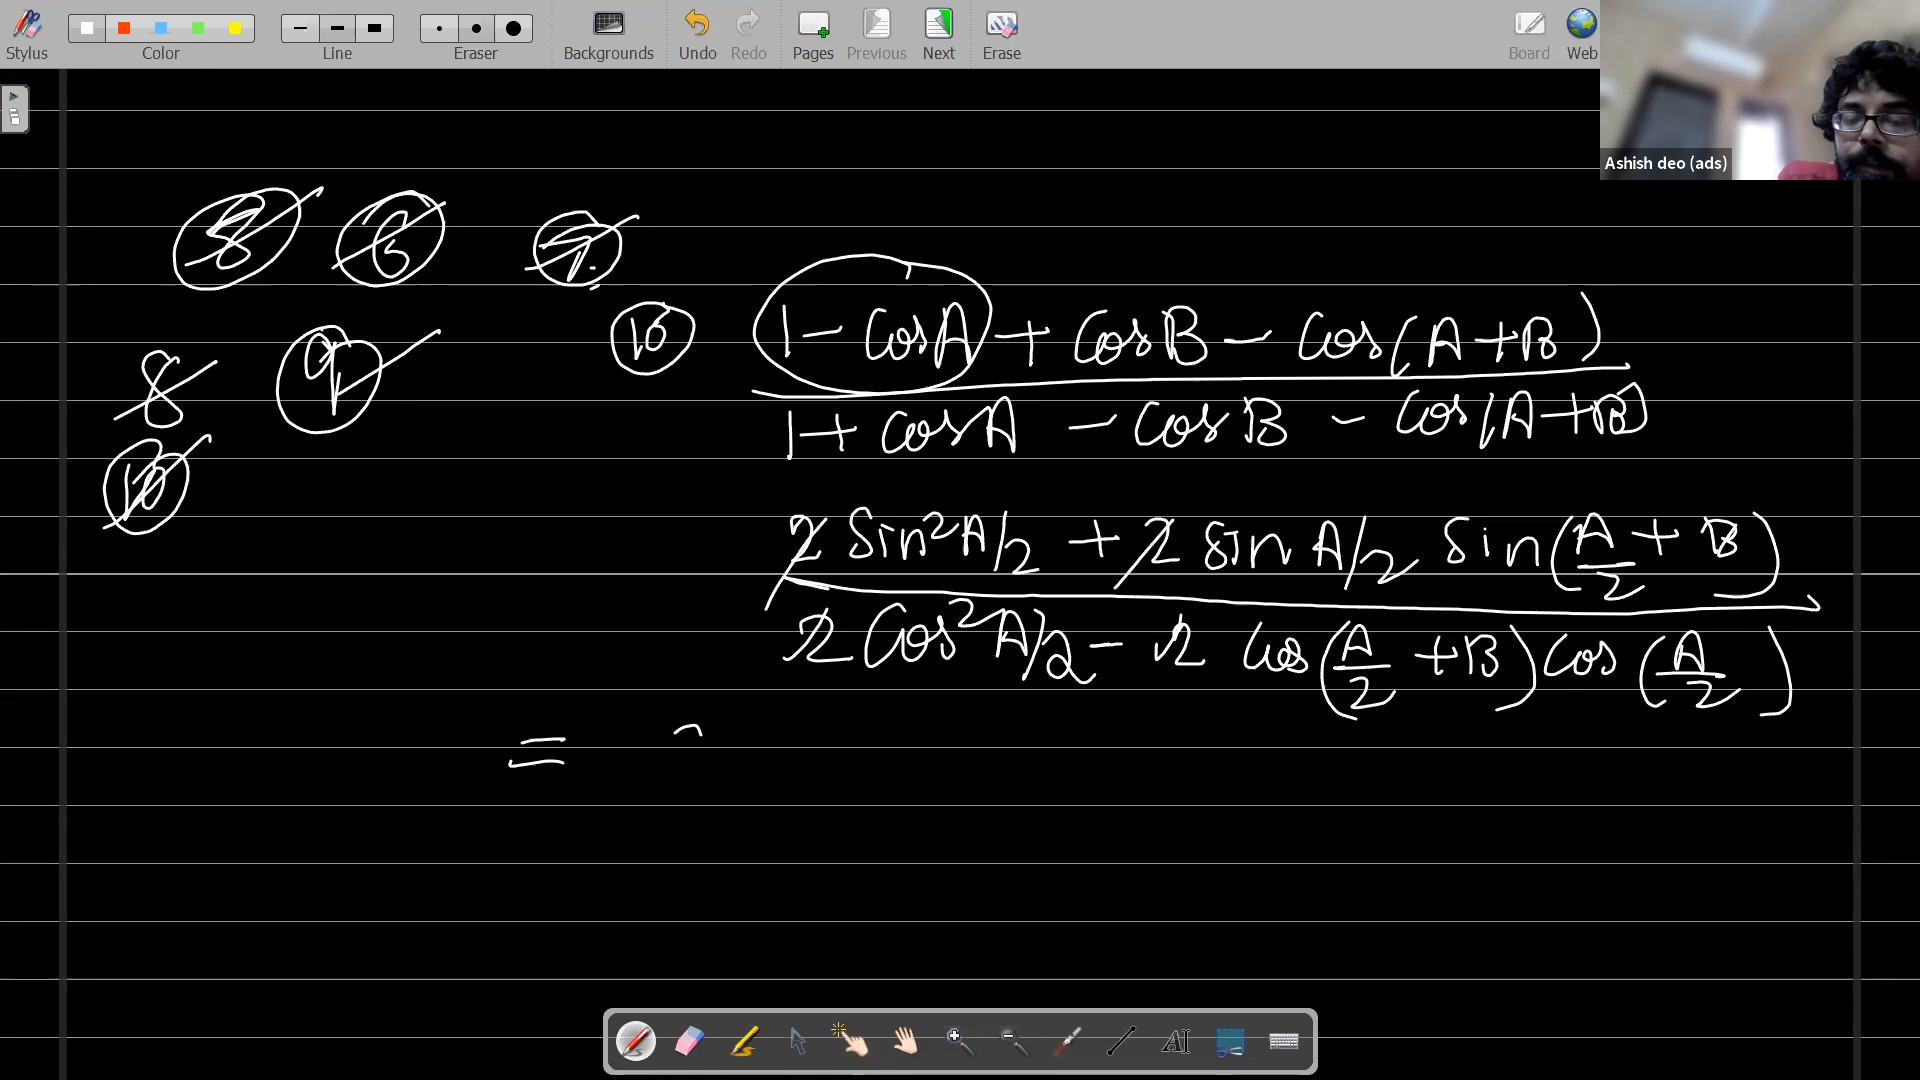 Stylus Color Line Eraser Backgrounds Undo Redo Pages Previous Next Erase Board Web
Ashish deo (ads)
6 7.
10 1 - CosA + CosB - Cos(A+B)
8 9 1 + CosA - CosB - Cos(A+B)
10
2 Sin²A/2 + 2 Sin A/2 Sin(A/2 + B)
2 Cos²A/2 - 2 Cos(A/2 + B) Cos(A/2)
=